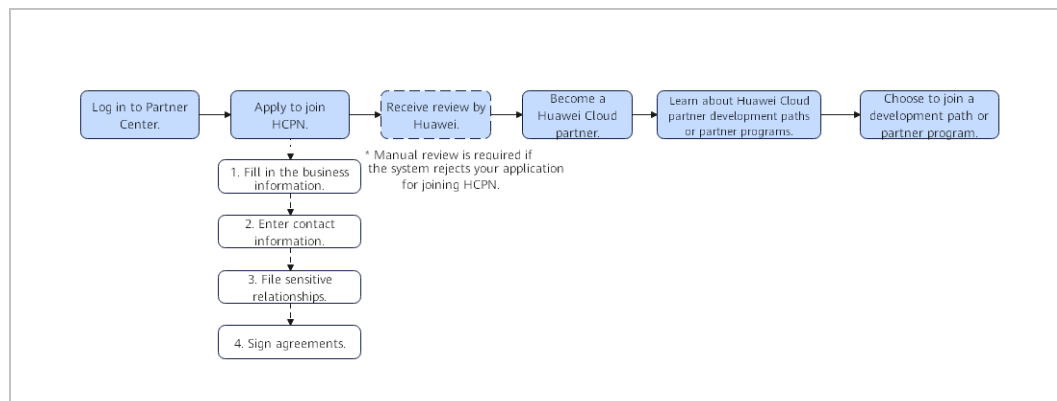 Log in to Partner
Center.
Apply to join
HCPN.
Receive review by
Huawei.
Become a
Huawei Cloud
partner.
Learn about Huawei Cloud
partner development paths
or partner programs.
Choose to join a
development path or
partner program.
* Manual review is required if
the system rejects your application
for joining HCPN.
1. Fill in the business
information.
2. Enter contact
information.
3. File sensitive
relationships.
4. Sign agreements.